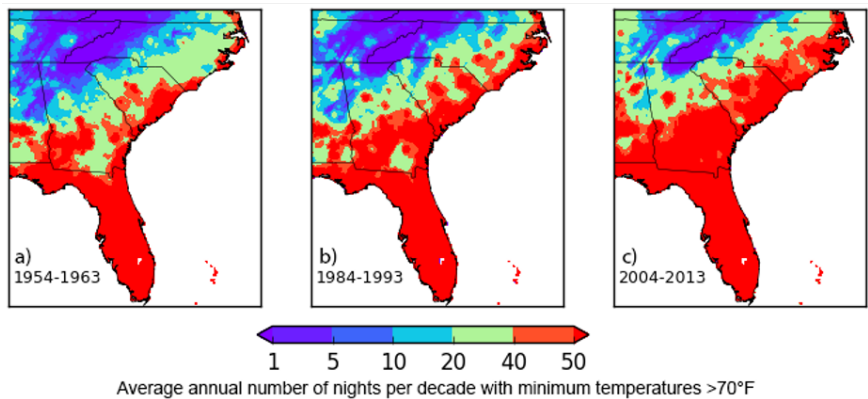 a)
1954-1963
b)
1984-1993
c)
2004-2013
1 5 10 20 40 50
Average annual number of nights per decade with minimum temperatures >70°F